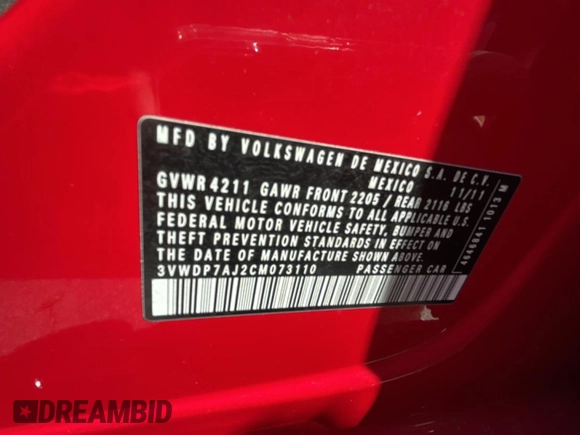 MFD BY VOLKSWAGEN DE MEXICO S.A. DE C.V.
MEXICO 11/11
GVWR 4211 GAWR FRONT 2205 / REAR 2116 LBS
THIS VEHICLE CONFORMS TO ALL APPLICABLE U.S.
FEDERAL MOTOR VEHICLE SAFETY, BUMPER AND
THEFT PREVENTION STANDARDS IN EFFECT ON
THE DATE OF MANUFACTURE SHOWN ABOVE
3VWDP7AJ2CM073110 PASSENGER CAR
4646841 1013 M
DREAMBID